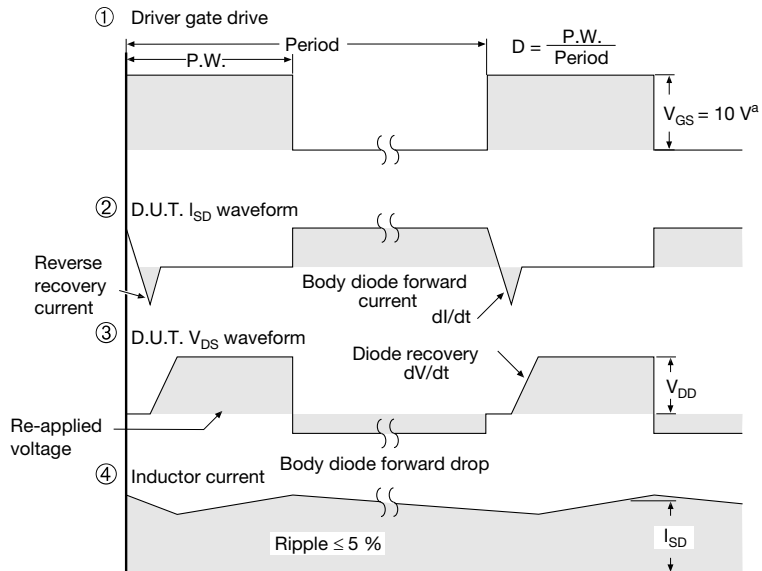 ① Driver gate drive
Period
P.W.
D = P.W. / Period
V_GS = 10 V^a
② D.U.T. I_SD waveform
Reverse
recovery
current
Body diode forward
current
dI/dt
③ D.U.T. V_DS waveform
Diode recovery
dV/dt
V_DD
Re-applied
voltage
Body diode forward drop
④ Inductor current
Ripple ≤ 5 %
I_SD